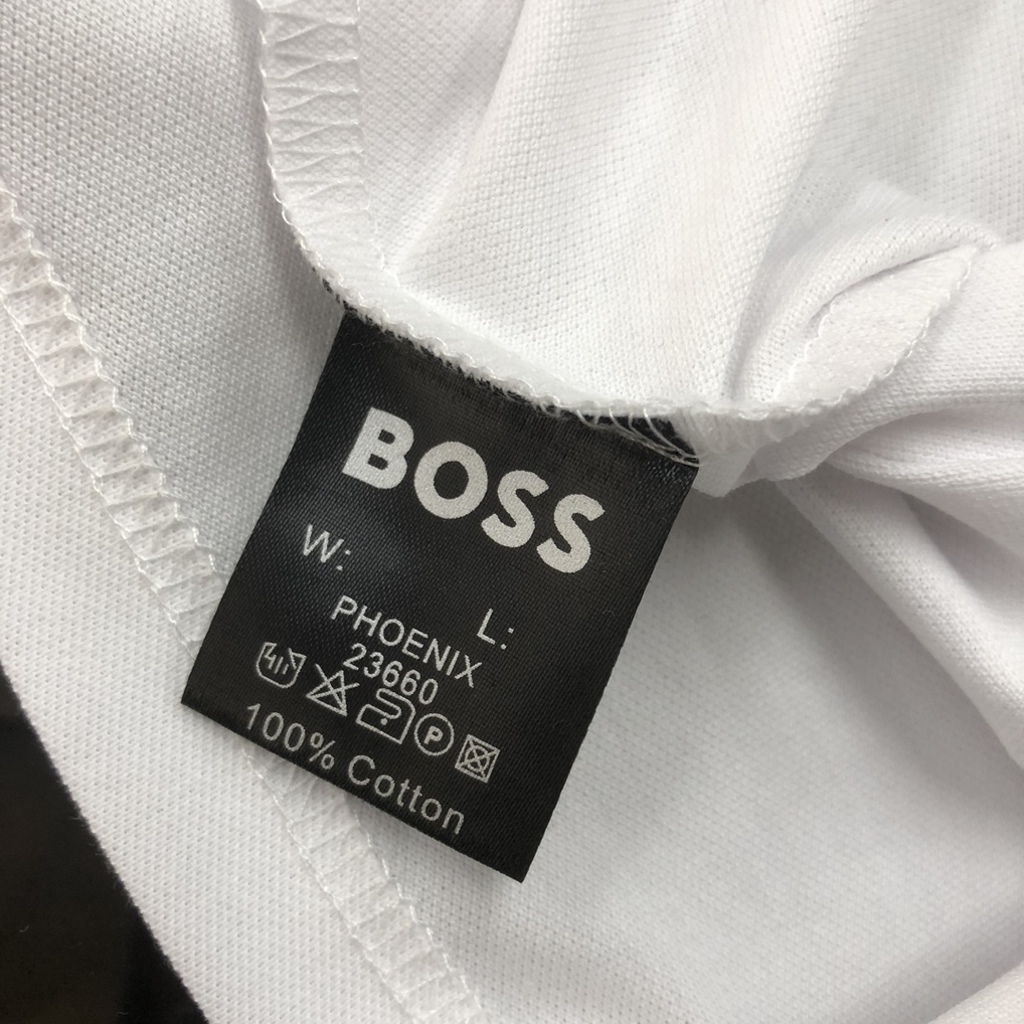 BOSS
W:
L:
PHOENIX
23660
P
100% Cotton